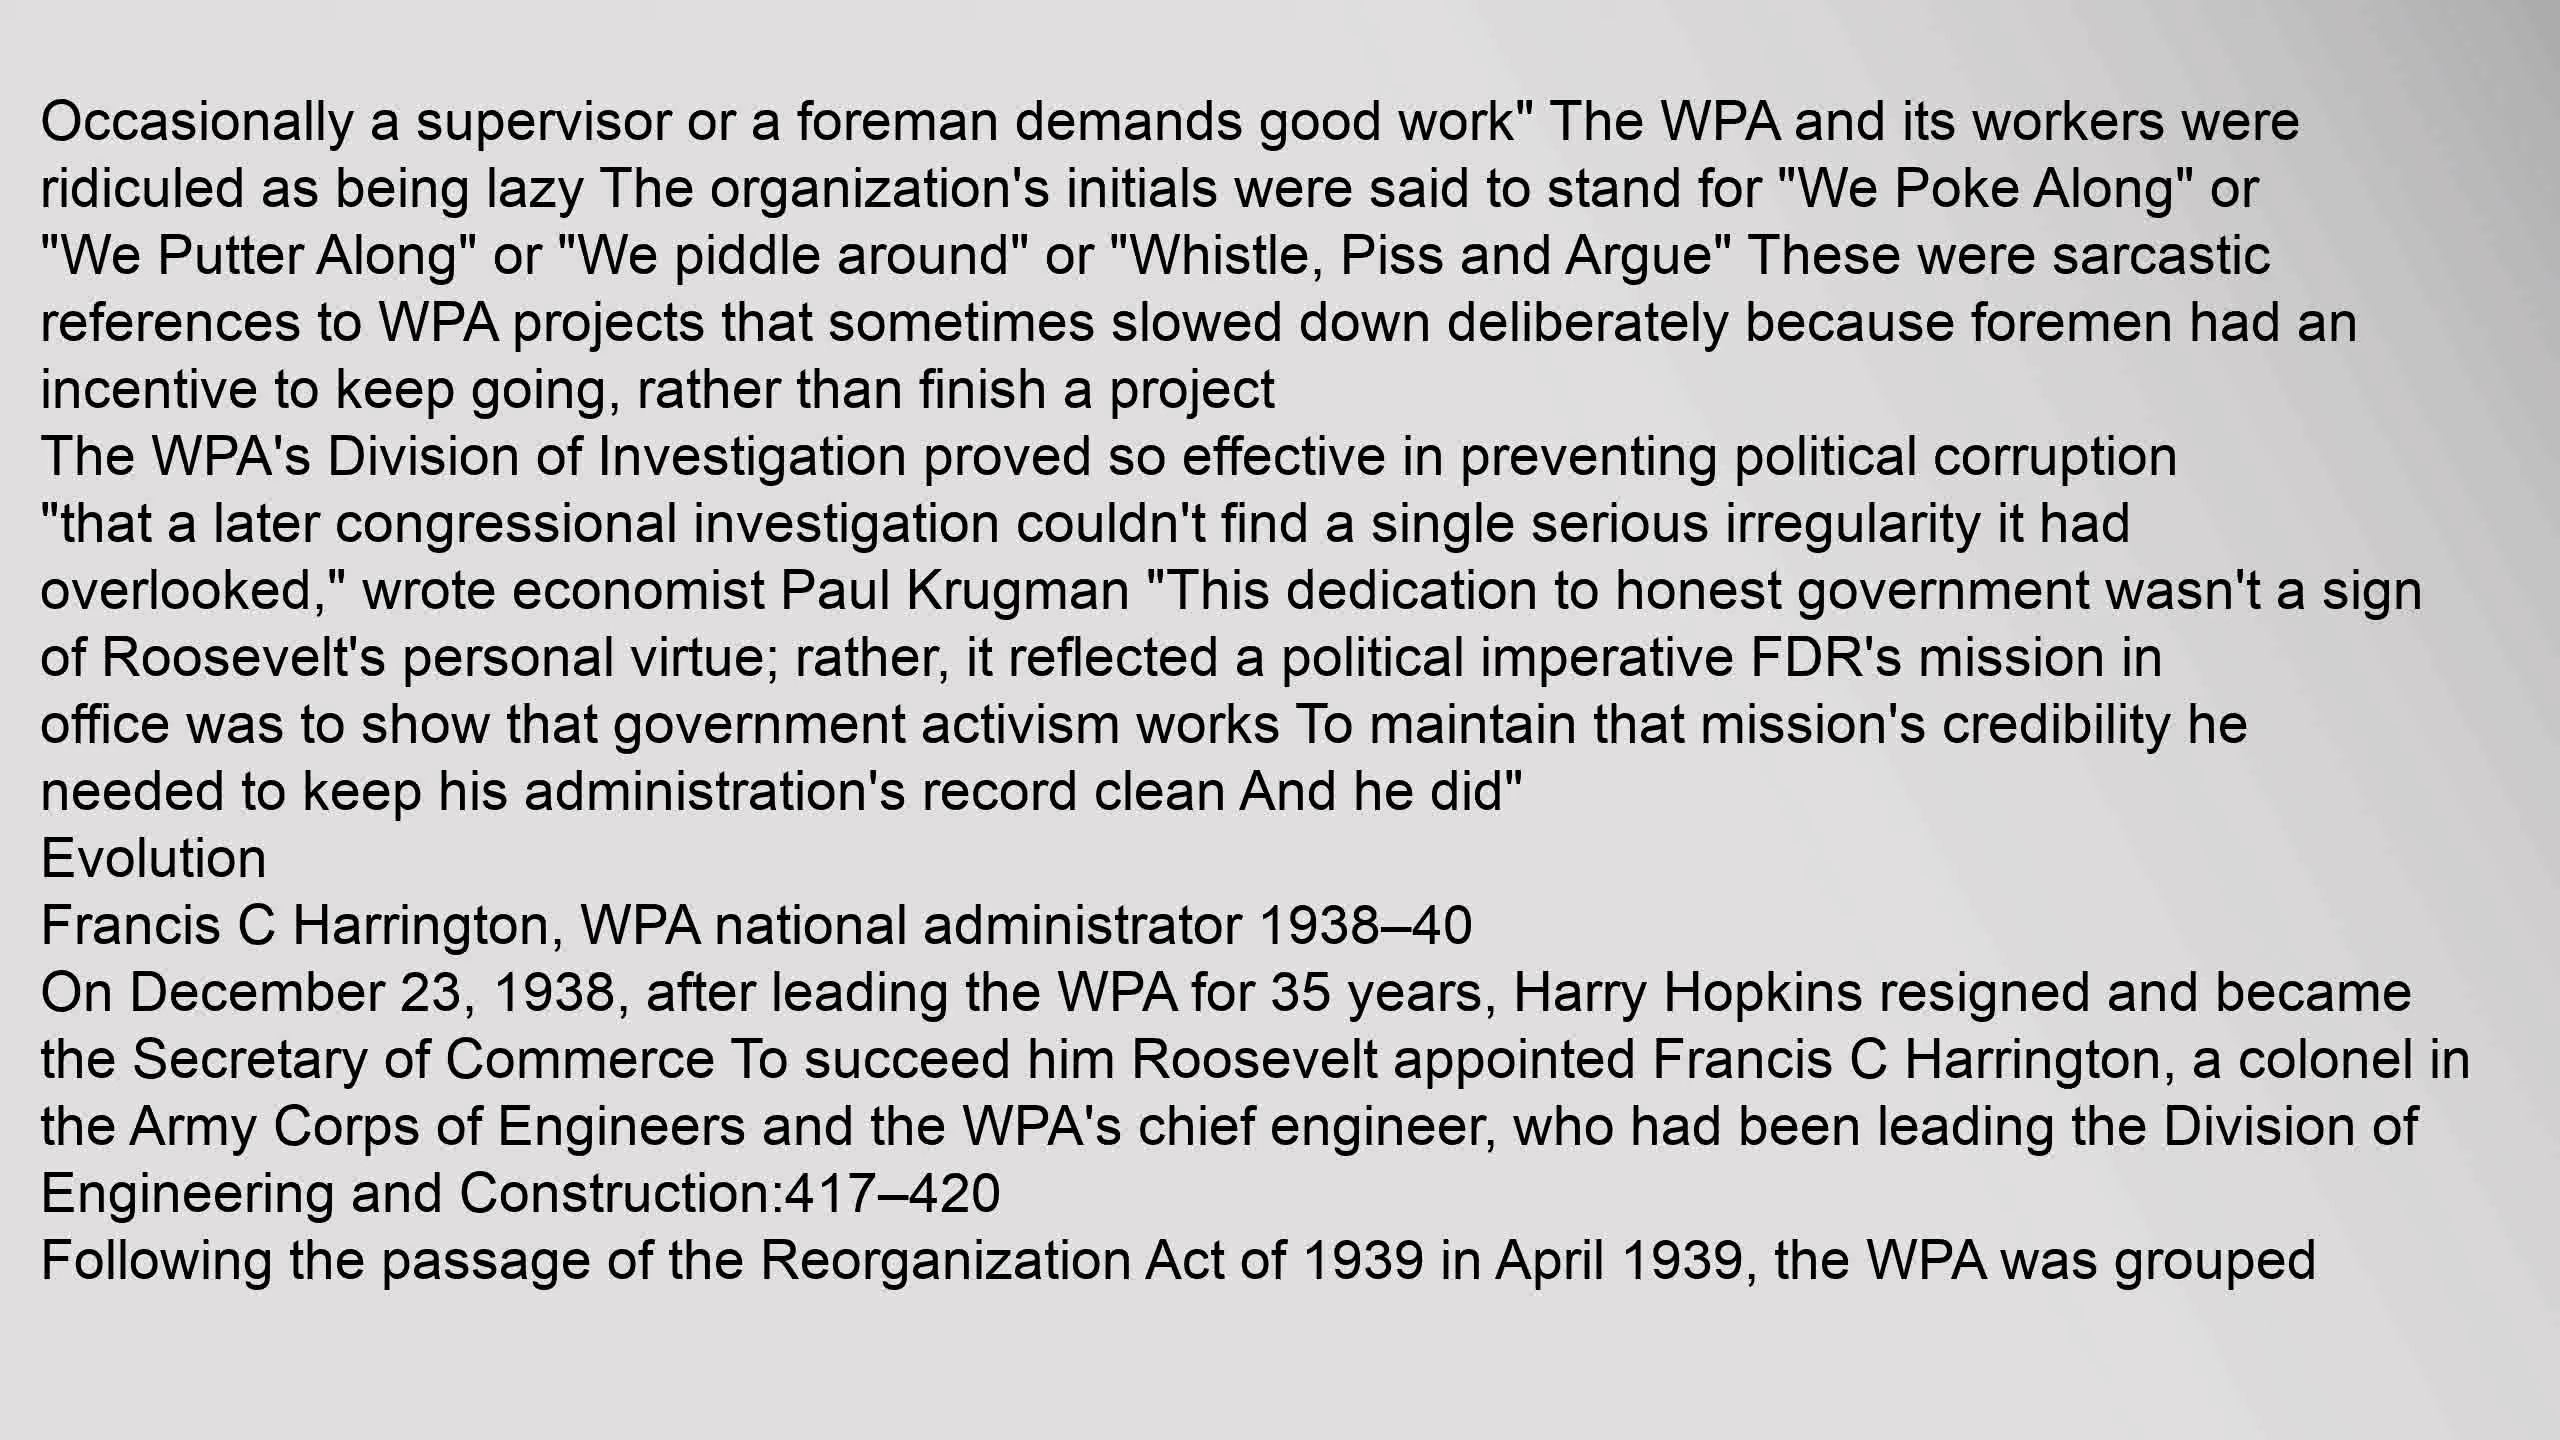 Occasionally a supervisor or a foreman demands good work" The WPA and its workers were
ridiculed as being lazy The organization's initials were said to stand for "We Poke Along" or
"We Putter Along" or "We piddle around" or "Whistle, Piss and Argue" These were sarcastic
references to WPA projects that sometimes slowed down deliberately because foremen had an
incentive to keep going, rather than finish a project
The WPA's Division of Investigation proved so effective in preventing political corruption
"that a later congressional investigation couldn't find a single serious irregularity it had
overlooked," wrote economist Paul Krugman "This dedication to honest government wasn't a sign
of Roosevelt's personal virtue; rather, it reflected a political imperative FDR's mission in
office was to show that government activism works To maintain that mission's credibility he
needed to keep his administration's record clean And he did"
Evolution
Francis C Harrington, WPA national administrator 1938–40
On December 23, 1938, after leading the WPA for 35 years, Harry Hopkins resigned and became
the Secretary of Commerce To succeed him Roosevelt appointed Francis C Harrington, a colonel in
the Army Corps of Engineers and the WPA's chief engineer, who had been leading the Division of
Engineering and Construction:417–420
Following the passage of the Reorganization Act of 1939 in April 1939, the WPA was grouped